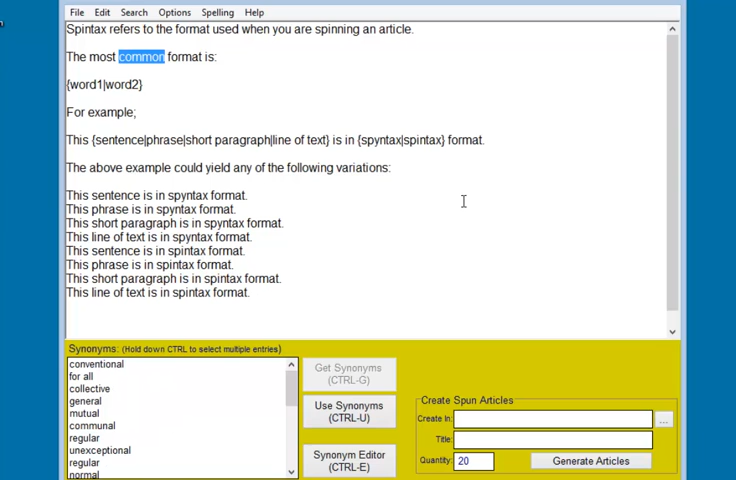 File Edit Search Options Spelling Help
Spintax refers to the format used when you are spinning an article.
The most common format is:
{word1|word2}
For example;
This {sentence|phrase|short paragraph|line of text} is in {spyntax|spintax} format.
The above example could yield any of the following variations:
This sentence is in spyntax format.
This phrase is in spyntax format.
This short paragraph is in spyntax format.
This line of text is in spyntax format.
This sentence is in spintax format.
This phrase is in spintax format.
This short paragraph is in spintax format.
This line of text is in spintax format.
Synonyms: (Hold down CTRL to select multiple entries)
conventional
for all
collective
general
mutual
communal
regular
unexceptional
regular
normal
Get Synonyms
(CTRL-G)
Use Synonyms
(CTRL-U)
Synonym Editor
(CTRL-E)
Create Spun Articles
Create In: ...
Title:
Quantity: 20 Generate Articles